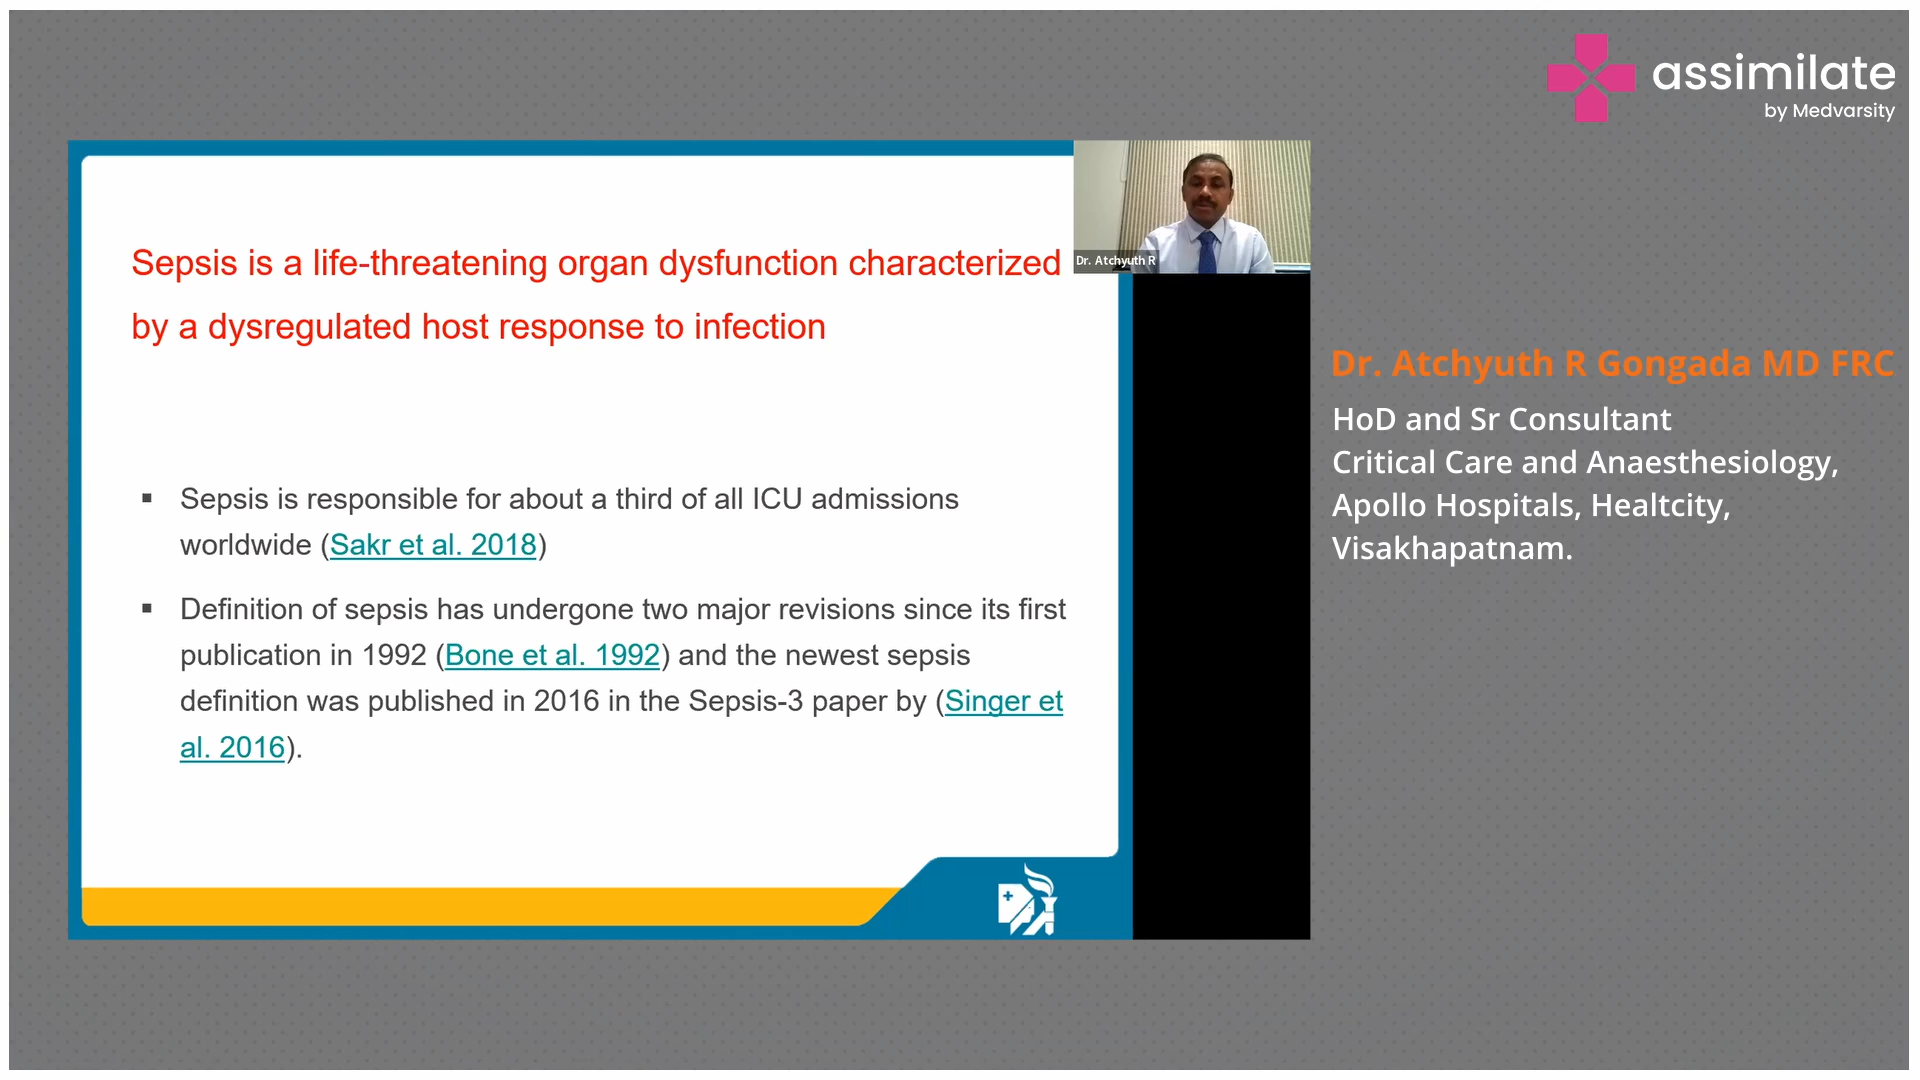 assimilate
by Medvarsity
Sepsis is a life-threatening organ dysfunction characterized
by a dysregulated host response to infection
Dr. Atchyuth R
▪ Sepsis is responsible for about a third of all ICU admissions
worldwide (Sakr et al. 2018)
▪ Definition of sepsis has undergone two major revisions since its first
publication in 1992 (Bone et al. 1992) and the newest sepsis
definition was published in 2016 in the Sepsis-3 paper by (Singer et
al. 2016).
Dr. Atchyuth R Gongada MD FRC
HoD and Sr Consultant
Critical Care and Anaesthesiology,
Apollo Hospitals, Healtcity,
Visakhapatnam.